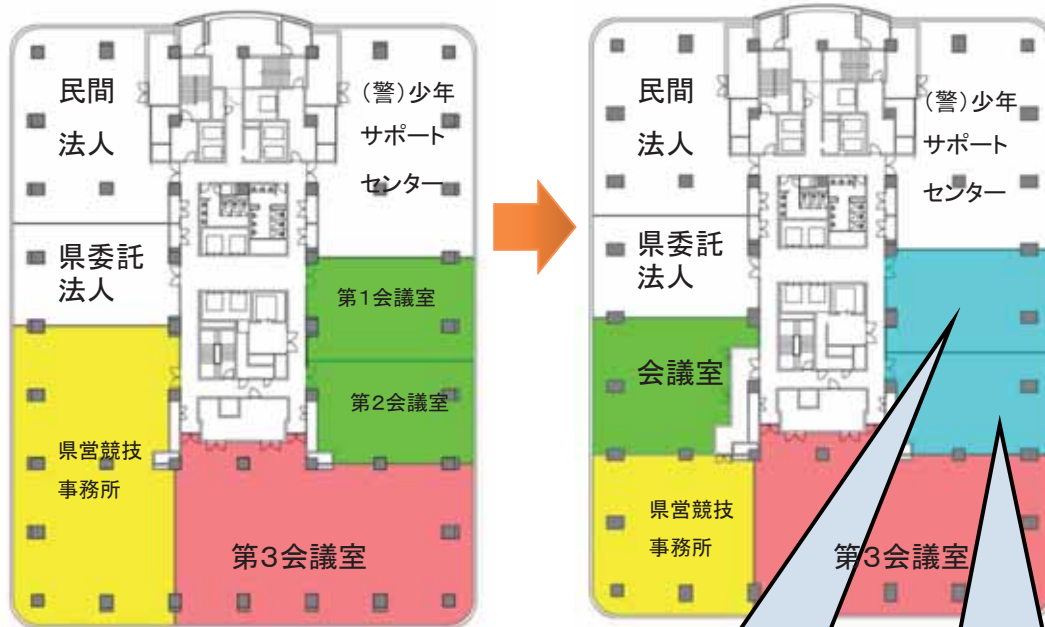 民間
法人
(警)少年
サポート
センター
県委託
法人
第1会議室
第2会議室
県営競技
事務所
第3会議室
民間
法人
(警)少年
サポート
センター
県委託
法人
会議室
県営競技
事務所
第3会議室